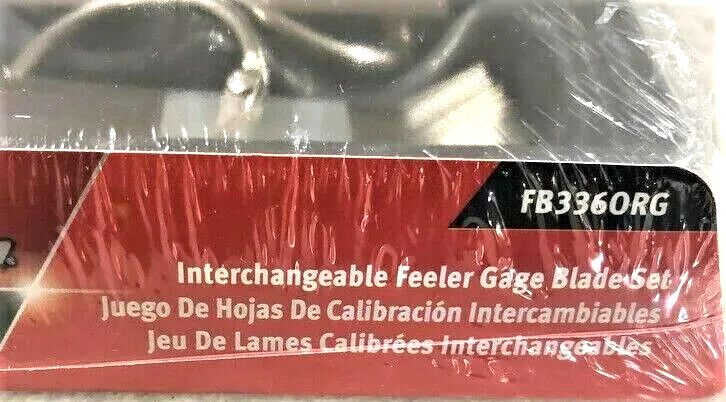 FB336ORG
Interchangeable Feeler Gage Blade Set
Juego De Hojas De Calibración Intercambiables
Jeu De Lames Calibrées Interchangeables